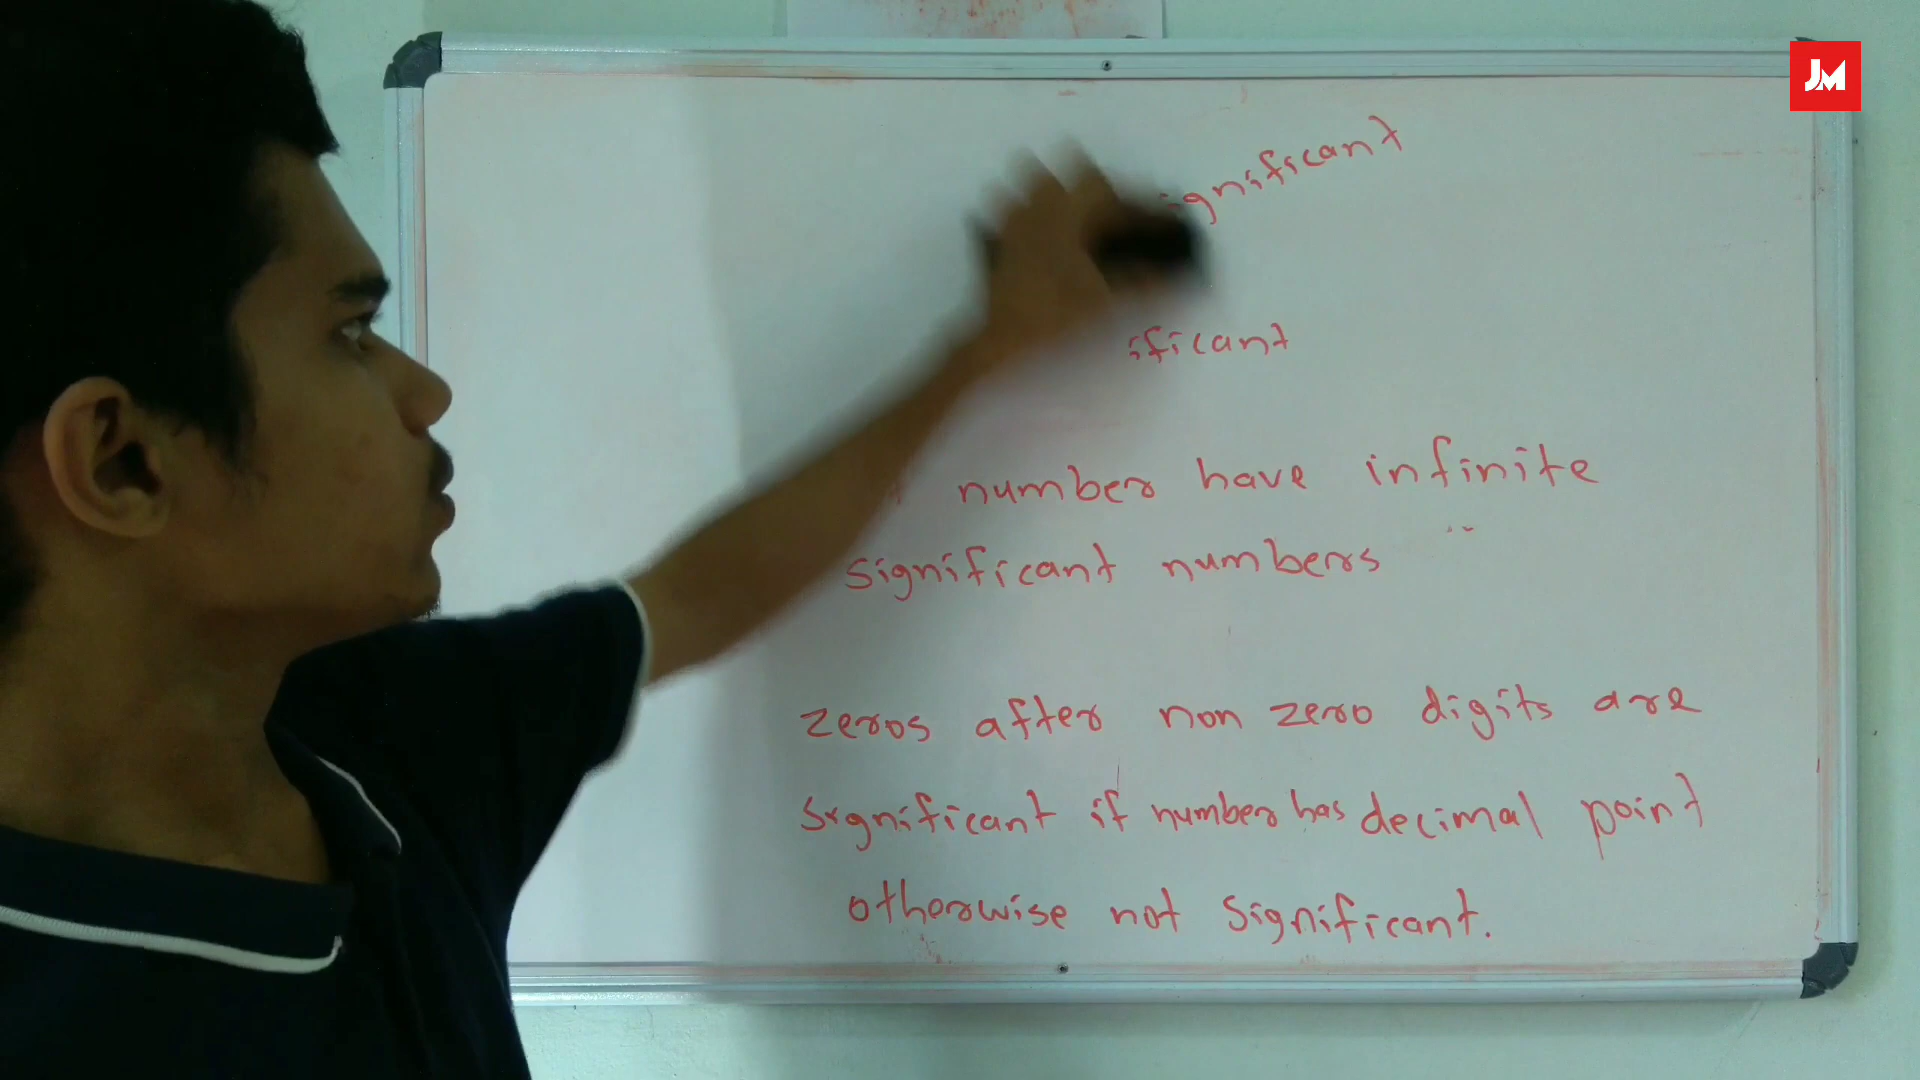 JM
ignificant
ificant
number have infinite
significant numbers
zeros after non zero digits are
significant if number has decimal point
otherwise not significant.